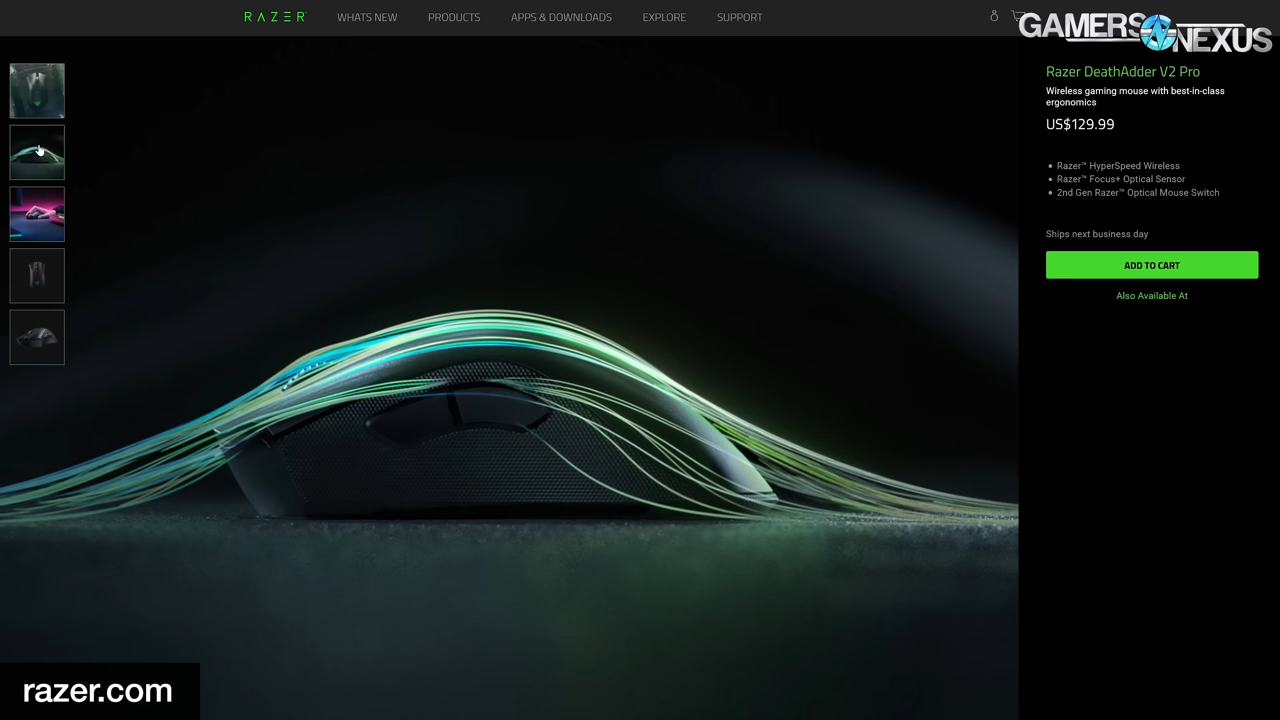 RAZER
WHATS NEW
PRODUCTS
APPS & DOWNLOADS
EXPLORE
SUPPORT
GAMERS NEXUS
Razer DeathAdder V2 Pro
Wireless gaming mouse with best-in-class
ergonomics
US$129.99
• Razer™ HyperSpeed Wireless
• Razer™ Focus+ Optical Sensor
• 2nd Gen Razer™ Optical Mouse Switch
Ships next business day
ADD TO CART
Also Available At
razer.com